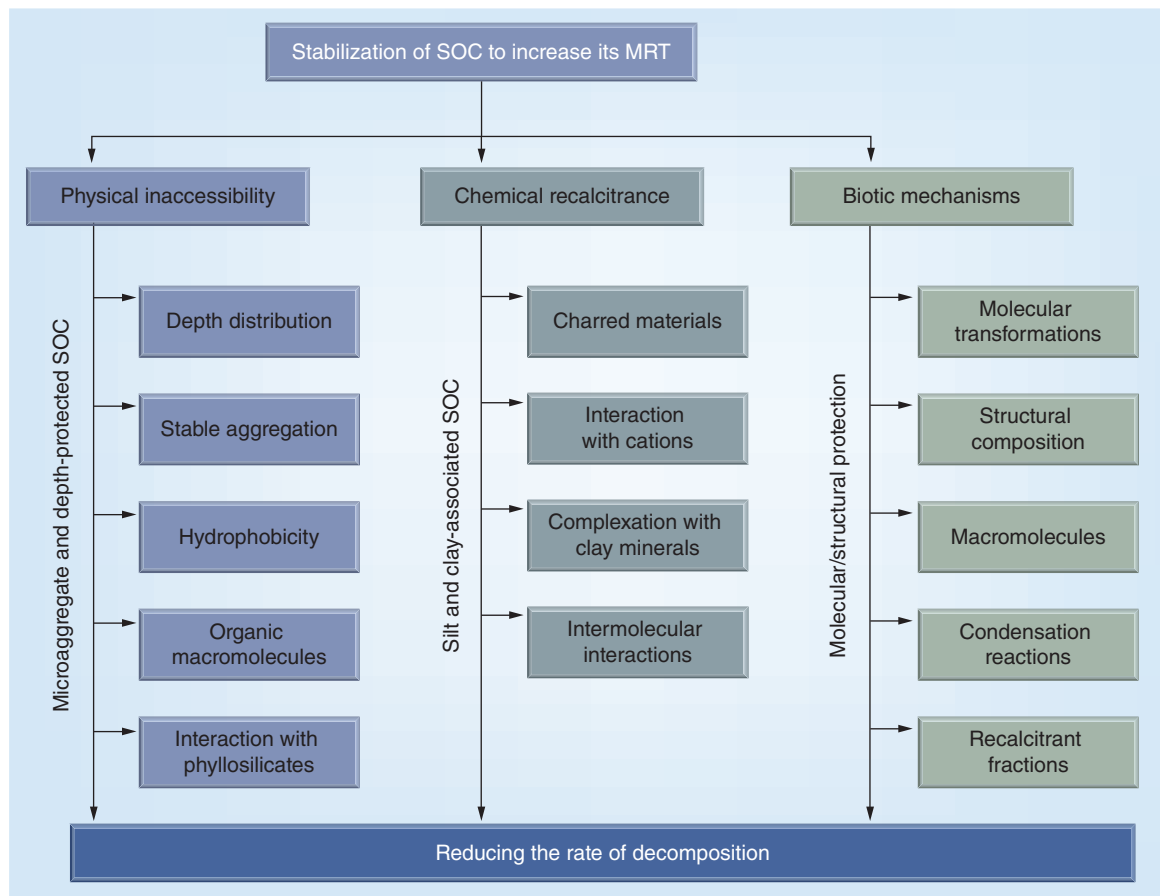 Stabilization of SOC to increase its MRT
Physical inaccessibility
Chemical recalcitrance
Biotic mechanisms
Microaggregate and depth-protected SOC
Depth distribution
Stable aggregation
Hydrophobicity
Organic
macromolecules
Interaction with
phyllosilicates
Silt and clay-associated SOC
Charred materials
Interaction
with cations
Complexation with
clay minerals
Intermolecular
interactions
Molecular/structural protection
Molecular
transformations
Structural
composition
Macromolecules
Condensation
reactions
Recalcitrant
fractions
Reducing the rate of decomposition